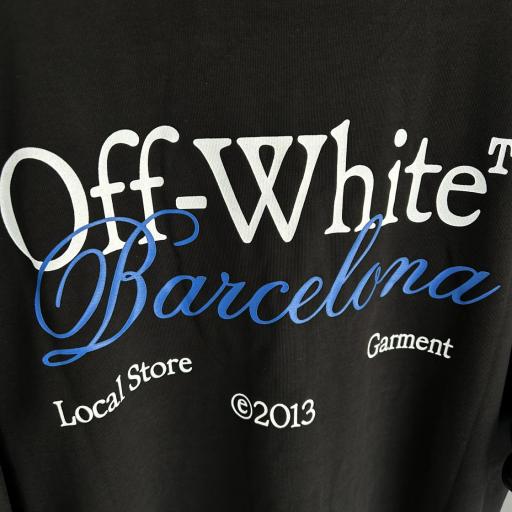 Off-White™
Barcelona
Local Store
Garment
©2013